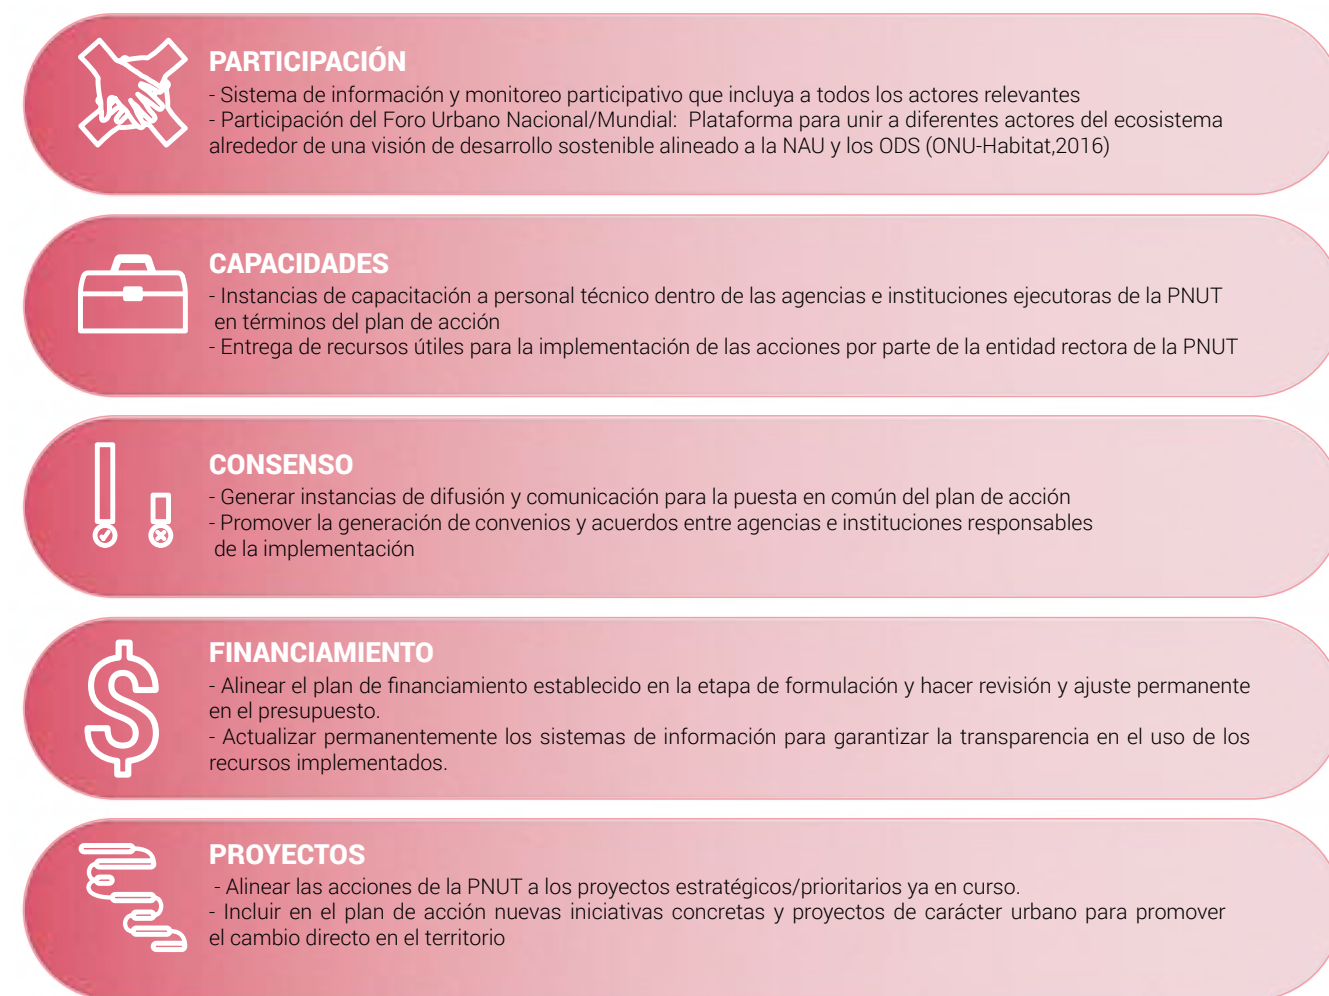 PARTICIPACIÓN
- Sistema de información y monitoreo participativo que incluya a todos los actores relevantes
- Participación del Foro Urbano Nacional/Mundial: Plataforma para unir a diferentes actores del ecosistema
alrededor de una visión de desarrollo sostenible alineado a la NAU y los ODS (ONU-Habitat,2016)
CAPACIDADES
- Instancias de capacitación a personal técnico dentro de las agencias e instituciones ejecutoras de la PNUT
en términos del plan de acción
- Entrega de recursos útiles para la implementación de las acciones por parte de la entidad rectora de la PNUT
CONSENSO
- Generar instancias de difusión y comunicación para la puesta en común del plan de acción
- Promover la generación de convenios y acuerdos entre agencias e instituciones responsables
de la implementación
FINANCIAMIENTO
- Alinear el plan de financiamiento establecido en la etapa de formulación y hacer revisión y ajuste permanente
en el presupuesto.
- Actualizar permanentemente los sistemas de información para garantizar la transparencia en el uso de los
recursos implementados.
PROYECTOS
- Alinear las acciones de la PNUT a los proyectos estratégicos/prioritarios ya en curso.
- Incluir en el plan de acción nuevas iniciativas concretas y proyectos de carácter urbano para promover
el cambio directo en el territorio